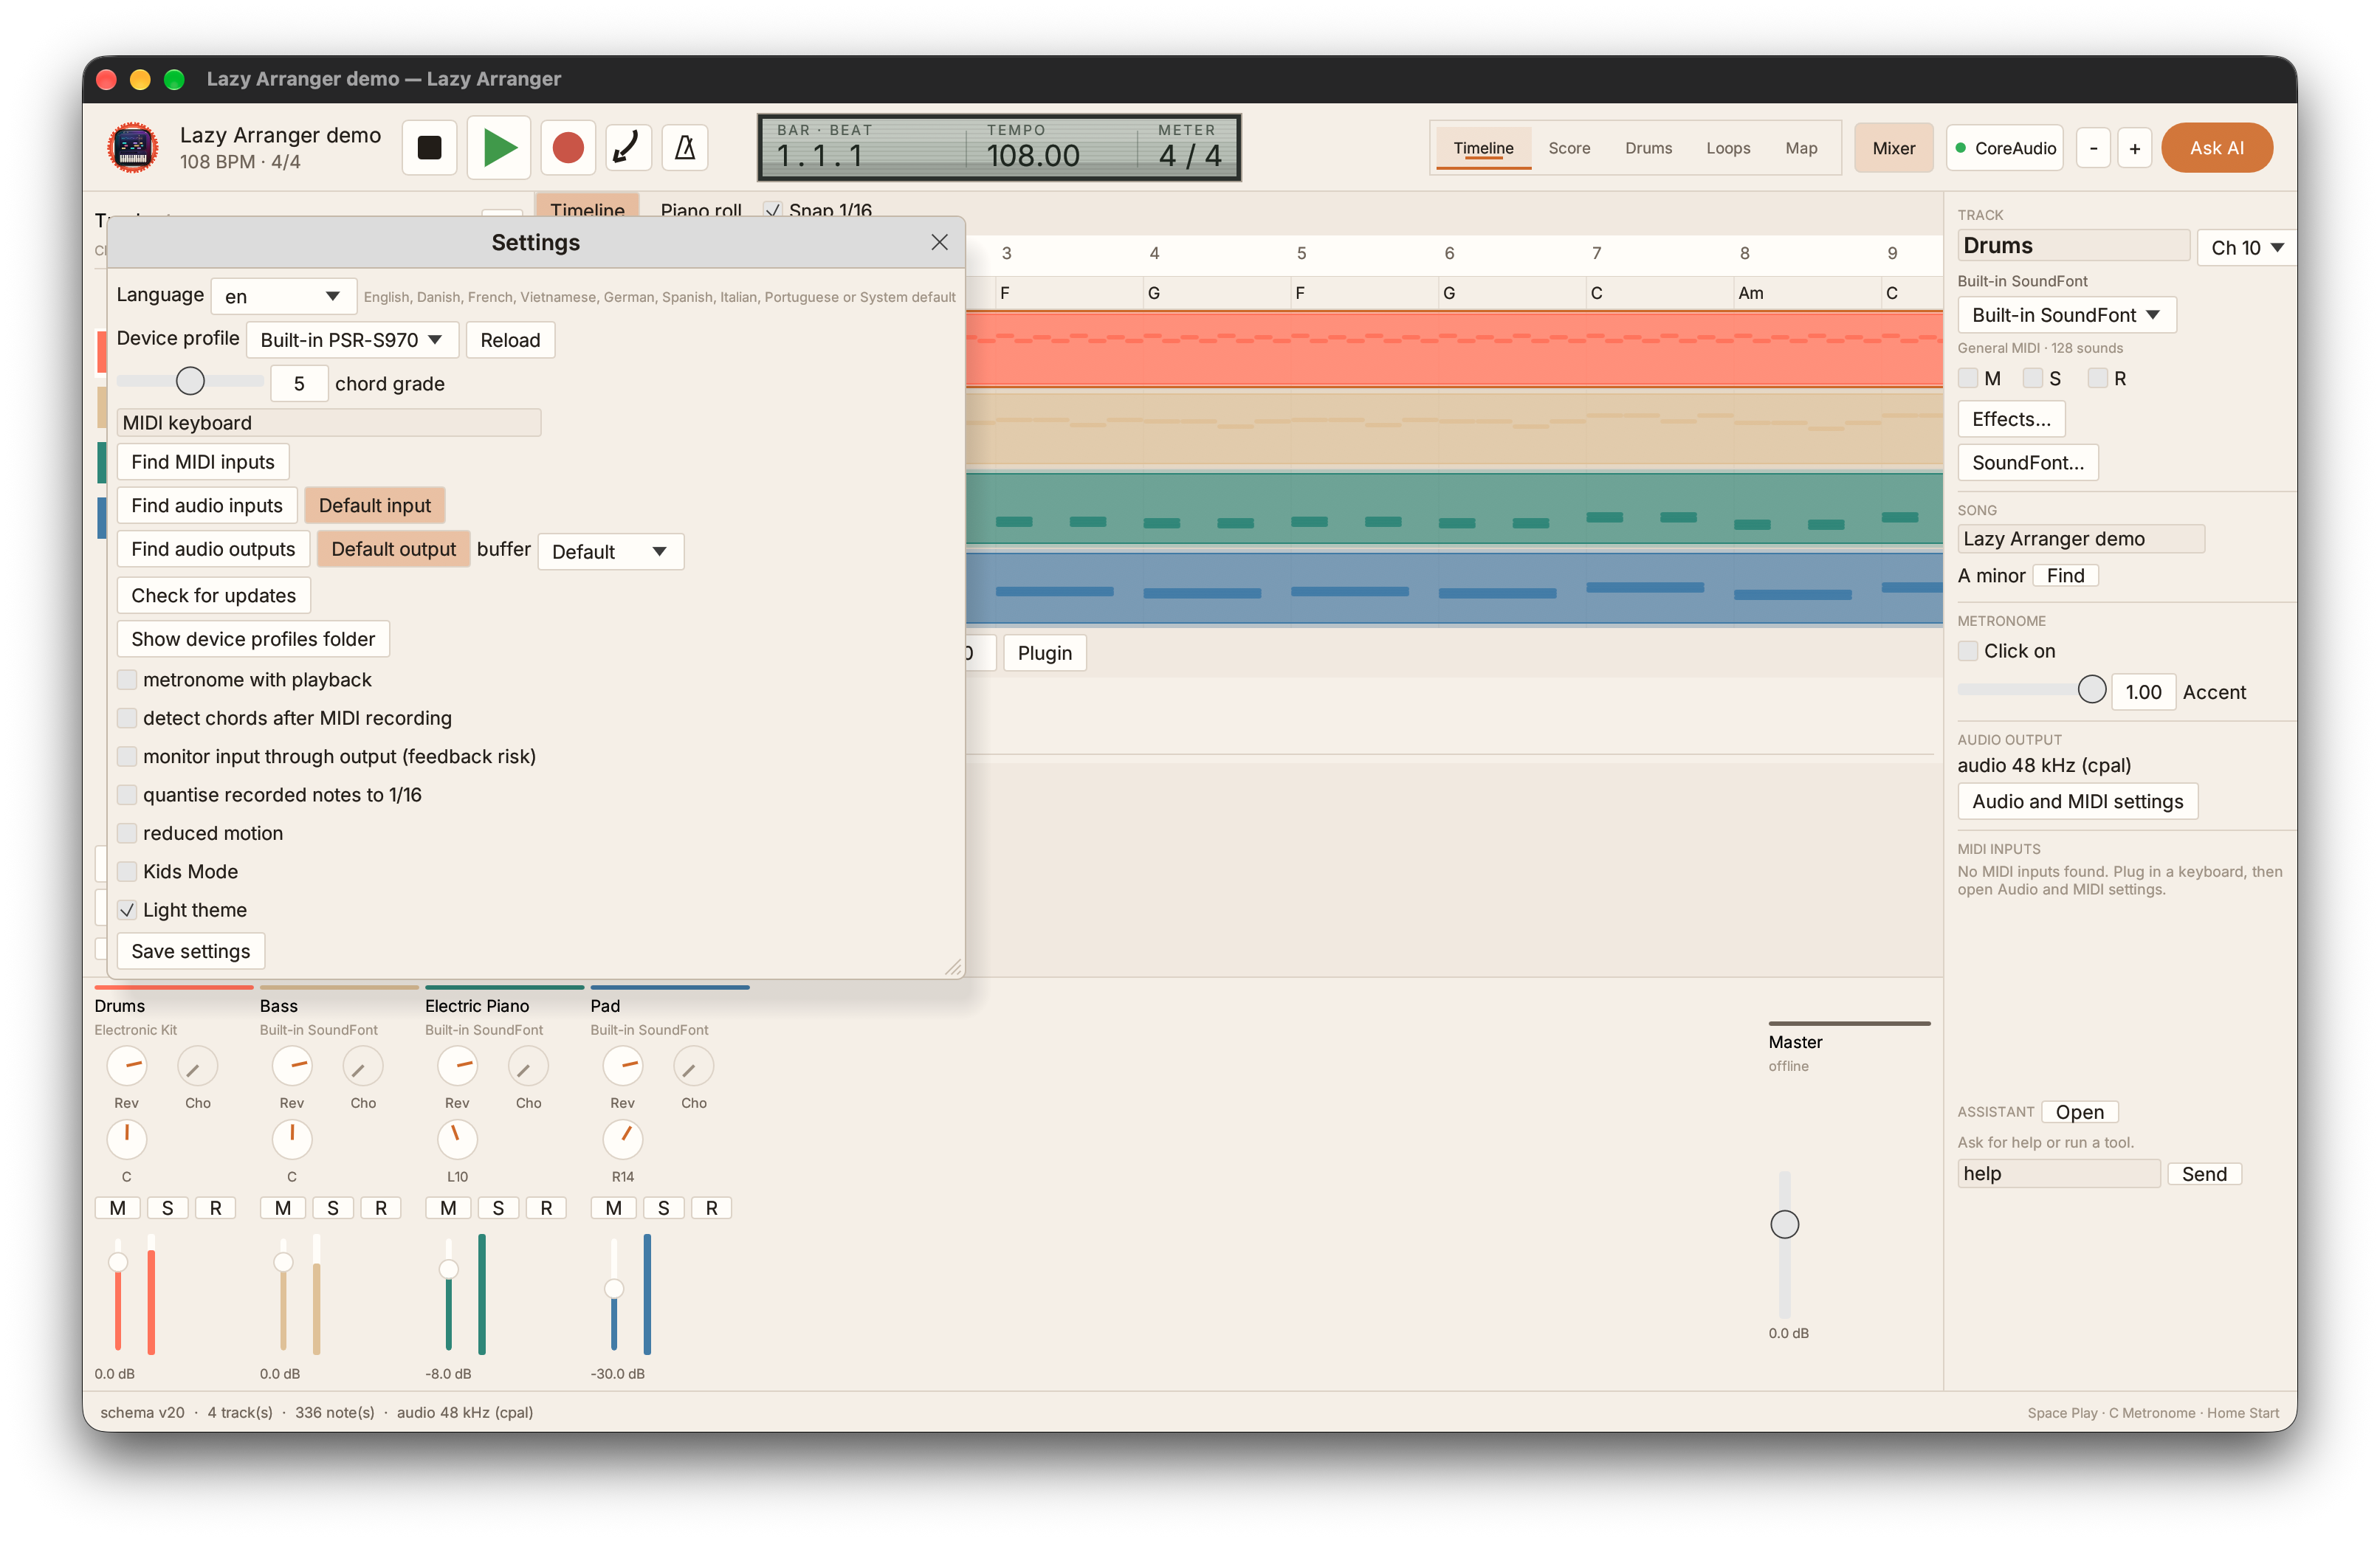 Lazy Arranger demo — Lazy Arranger
Lazy Arranger demo
108 BPM · 4/4
BAR · BEAT TEMPO METER
1 . 1 . 1 108.00 4 / 4
Timeline Score Drums Loops Map Mixer CoreAudio - + Ask AI
Timeline Piano roll Snap 1/16
Settings
Language en English, Danish, French, Vietnamese, German, Spanish, Italian, Portuguese or System default
Device profile Built-in PSR-S970 Reload
5 chord grade
MIDI keyboard
Find MIDI inputs
Find audio inputs Default input
Find audio outputs Default output buffer Default
Check for updates
Show device profiles folder
metronome with playback
detect chords after MIDI recording
monitor input through output (feedback risk)
quantise recorded notes to 1/16
reduced motion
Kids Mode
Light theme
Save settings
3 4 5 6 7 8 9
F G F G C Am C
Plugin
TRACK
Drums Ch 10
Built-in SoundFont
Built-in SoundFont
General MIDI · 128 sounds
M S R
Effects...
SoundFont...
SONG
Lazy Arranger demo
A minor Find
METRONOME
Click on
1.00 Accent
AUDIO OUTPUT
audio 48 kHz (cpal)
Audio and MIDI settings
MIDI INPUTS
No MIDI inputs found. Plug in a keyboard, then
open Audio and MIDI settings.
ASSISTANT Open
Ask for help or run a tool.
help Send
Drums Bass Electric Piano Pad
Electronic Kit Built-in SoundFont Built-in SoundFont Built-in SoundFont
Rev Cho Rev Cho Rev Cho Rev Cho
C C L10 R14
M S R M S R M S R M S R
0.0 dB 0.0 dB -8.0 dB -30.0 dB
Master
offline
0.0 dB
schema v20 · 4 track(s) · 336 note(s) · audio 48 kHz (cpal)
Space Play · C Metronome · Home Start